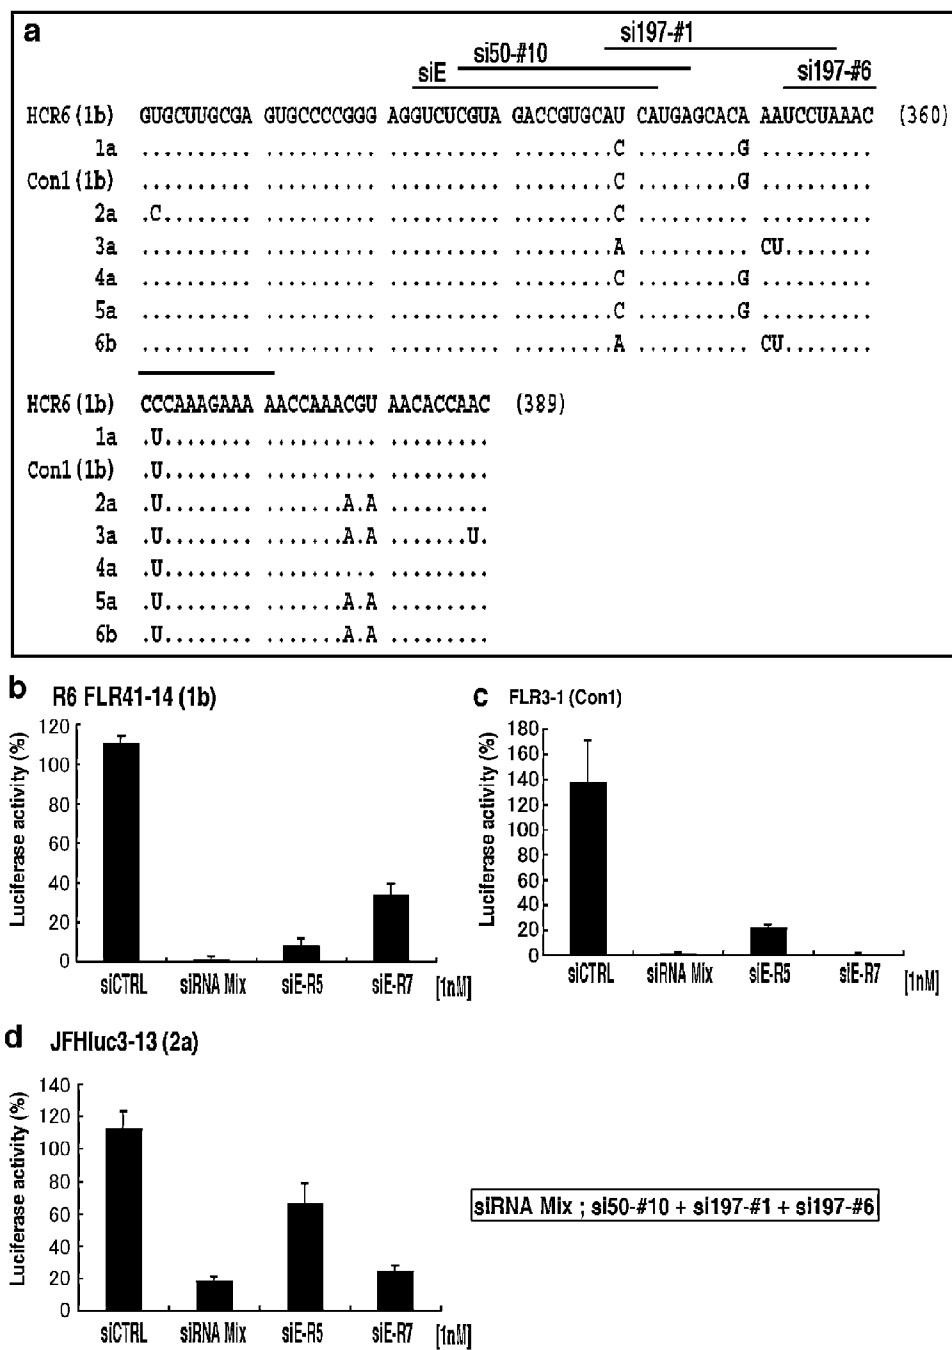 a
si197-#1
si50-#10
siE
si197-#6
HCR6 (1b) GUGCUUGCGA GUGCCCCGGG AGGUCUCGUA GACCGUGCAU CAUGAGCACA AAUCCUAAAC (360)
1a .......... .......... .......... .........C .........G ..........
Con1 (1b) .......... .......... .......... .........C .........G ..........
2a .C........ .......... .......... .........C .......... ..........
3a .......... .......... .......... .........A .......... CU........
4a .......... .......... .......... .........C .........G ..........
5a .......... .......... .......... .........C .........G ..........
6b .......... .......... .......... .........A .......... CU........
HCR6 (1b) CCCAAAGAAA AACCAAACGU AACACCAAC (389)
1a .U........ .......... .........
Con1 (1b) .U........ .......... .........
2a .U........ .......A.A .........
3a .U........ .......A.A .......U.
4a .U........ .......... .........
5a .U........ .......A.A .........
6b .U........ .......A.A .........
b R6 FLR41-14 (1b)
Luciferase activity (%)
120
100
80
60
40
20
0
siCTRL siRNA Mix siE-R5 siE-R7 [1nM]
c FLR3-1 (Con1)
Luciferase activity (%)
180
160
140
120
100
80
60
40
20
0
siCTRL siRNA Mix siE-R5 siE-R7 [1nM]
d JFHluc3-13 (2a)
Luciferase activity (%)
140
120
100
80
60
40
20
0
siCTRL siRNA Mix siE-R5 siE-R7 [1nM]
siRNA Mix ; si50-#10 + si197-#1 + si197-#6